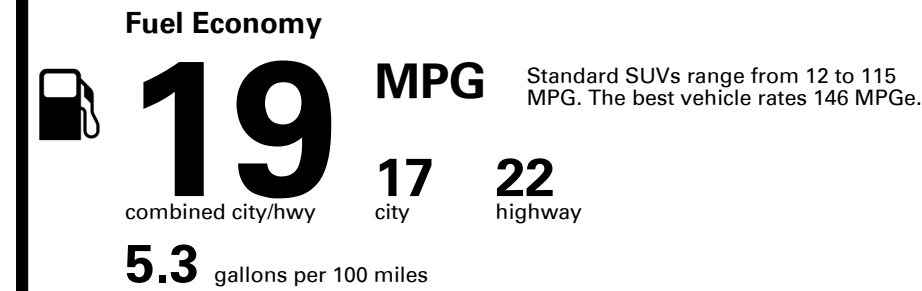 Fuel Economy
19 MPG
Standard SUVs range from 12 to 115
MPG. The best vehicle rates 146 MPGe.
17 22
combined city/hwy city highway
5.3 gallons per 100 miles